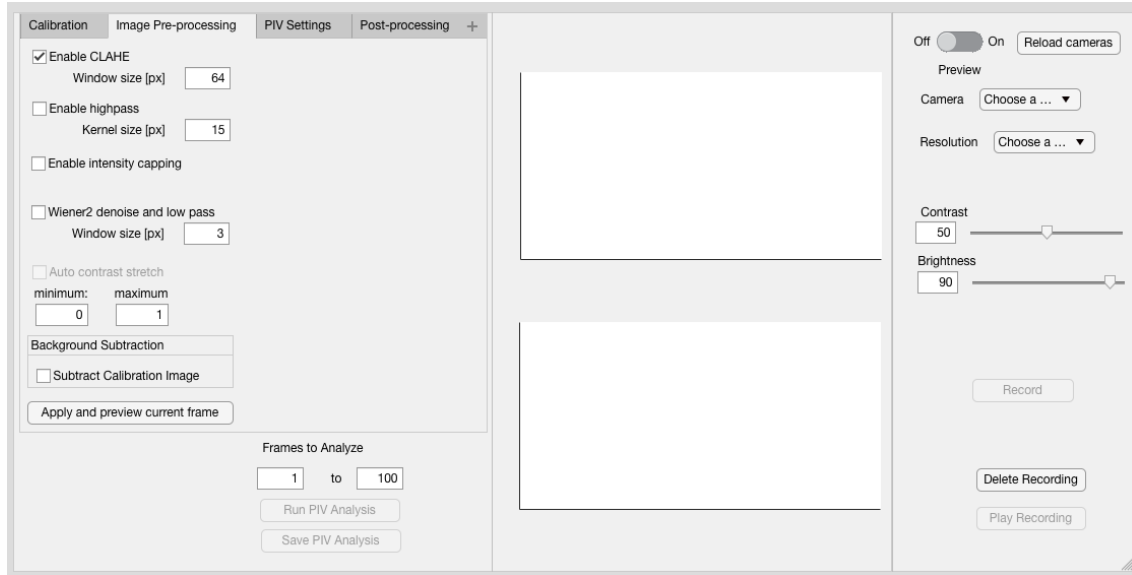 Calibration
Image Pre-processing
PIV Settings
Post-processing
+
Enable CLAHE
Window size [px] 64
Enable highpass
Kernel size [px] 15
Enable intensity capping
Wiener2 denoise and low pass
Window size [px] 3
Auto contrast stretch
minimum: maximum
0 1
Background Subtraction
Subtract Calibration Image
Apply and preview current frame
Frames to Analyze
1 to 100
Run PIV Analysis
Save PIV Analysis
Off On Reload cameras
Preview
Camera Choose a ...
Resolution Choose a ...
Contrast
50
Brightness
90
Record
Delete Recording
Play Recording